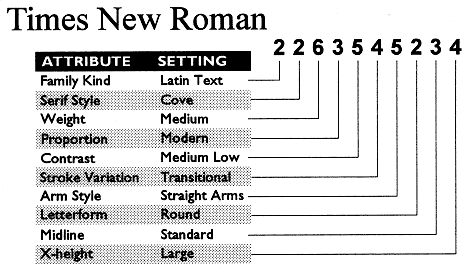 Times New Roman
2 2 6 3 5 4 5 2 3 4
ATTRIBUTE SETTING
Family Kind Latin Text
Serif Style Cove
Weight Medium
Proportion Modern
Contrast Medium Low
Stroke Variation Transitional
Arm Style Straight Arms
Letterform Round
Midline Standard
X-height Large